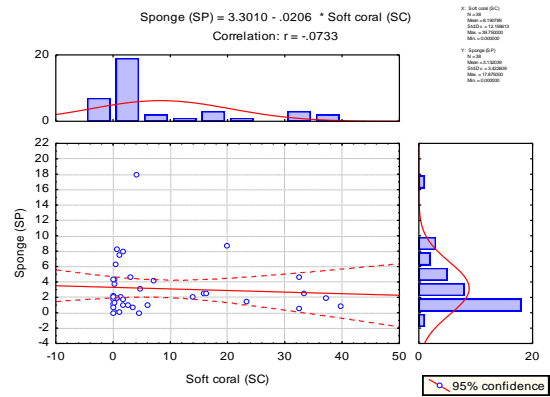 Sponge (SP) = 3.3010 - .0206 * Soft coral (SC)
Correlation: r = -.0733
X: Soft coral (SC)
N = 38
Mean = 8.190789
Max. = 39.750000
Min. = 0.000000
Y: Sponge (SP)
N = 38
Mean = 3.132039
Max. = 17.875000
Min. = 0.000000
20
0
22
20
18
16
14
12
10
8
6
4
2
0
-2
-4
Sponge (SP)
-10 0 10 20 30 40 50
Soft coral (SC)
0 20
95% confidence